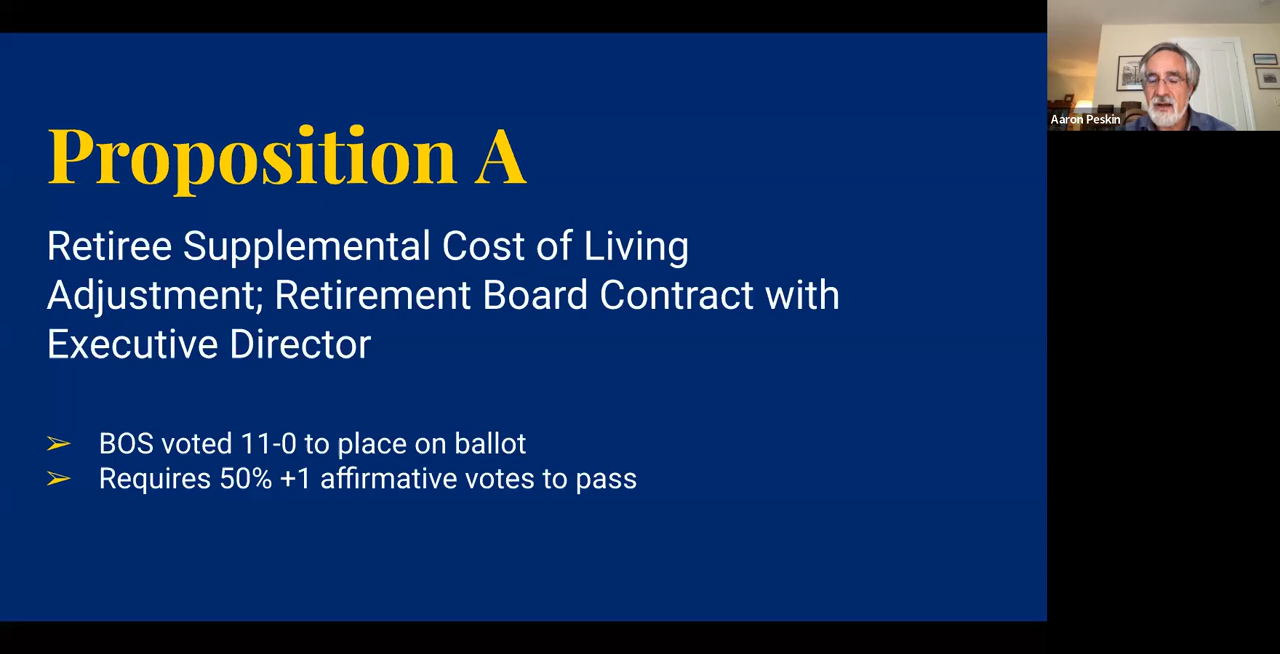 Proposition A
Retiree Supplemental Cost of Living
Adjustment; Retirement Board Contract with
Executive Director
➢ BOS voted 11-0 to place on ballot
➢ Requires 50% +1 affirmative votes to pass
Aaron Peskin